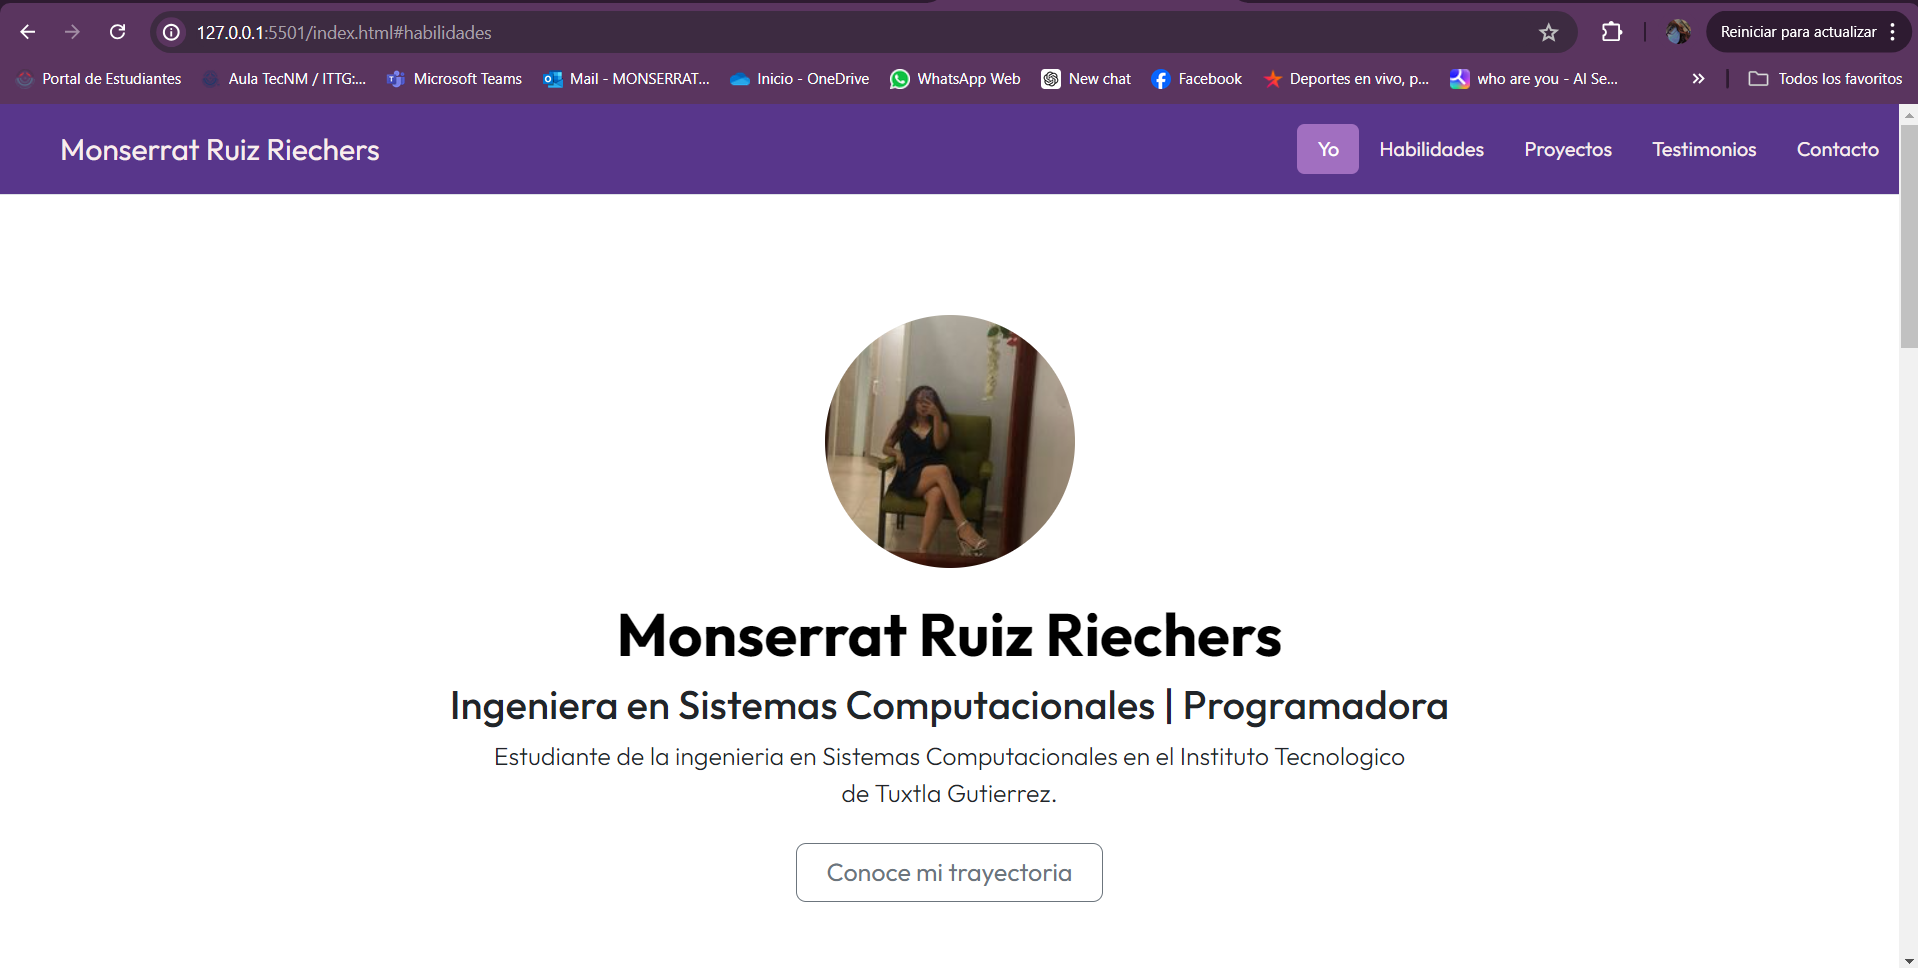 127.0.0.1:5501/index.html#habilidades
Reiniciar para actualizar
Portal de Estudiantes
Aula TecNM / ITTG:...
Microsoft Teams
Mail - MONSERRAT...
Inicio - OneDrive
WhatsApp Web
New chat
Facebook
Deportes en vivo, p...
who are you - AI Se...
Todos los favoritos
Monserrat Ruiz Riechers
Yo
Habilidades
Proyectos
Testimonios
Contacto
Monserrat Ruiz Riechers
Ingeniera en Sistemas Computacionales | Programadora
Estudiante de la ingenieria en Sistemas Computacionales en el Instituto Tecnologico
de Tuxtla Gutierrez.
Conoce mi trayectoria